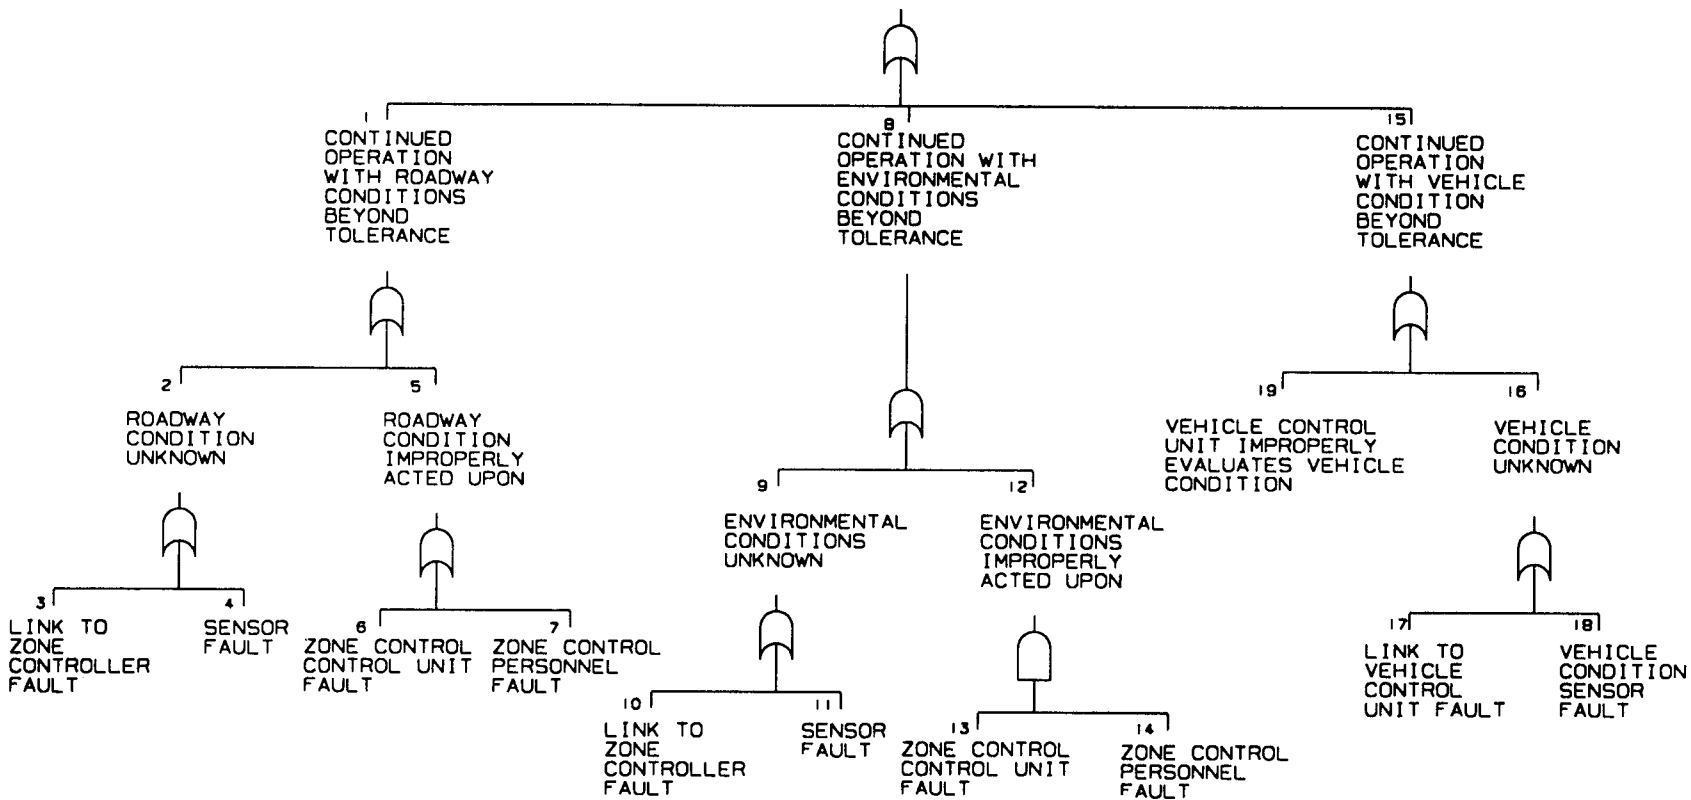 1
CONTINUED
OPERATION
WITH ROADWAY
CONDITIONS
BEYOND
TOLERANCE
8
CONTINUED
OPERATION WITH
ENVIRONMENTAL
CONDITIONS
BEYOND
TOLERANCE
15
CONTINUED
OPERATION
WITH VEHICLE
CONDITION
BEYOND
TOLERANCE
2
ROADWAY
CONDITION
UNKNOWN
5
ROADWAY
CONDITION
IMPROPERLY
ACTED UPON
9
ENVIRONMENTAL
CONDITIONS
UNKNOWN
12
ENVIRONMENTAL
CONDITIONS
IMPROPERLY
ACTED UPON
19
VEHICLE CONTROL
UNIT IMPROPERLY
EVALUATES VEHICLE
CONDITION
16
VEHICLE
CONDITION
UNKNOWN
3
LINK TO
ZONE
CONTROLLER
FAULT
4
SENSOR
FAULT
6
ZONE CONTROL
CONTROL UNIT
FAULT
7
ZONE CONTROL
PERSONNEL
FAULT
10
LINK TO
ZONE
CONTROLLER
FAULT
11
SENSOR
FAULT
13
ZONE CONTROL
CONTROL UNIT
FAULT
14
ZONE CONTROL
PERSONNEL
FAULT
17
LINK TO
VEHICLE
CONTROL
UNIT FAULT
18
VEHICLE
CONDITION
SENSOR
FAULT